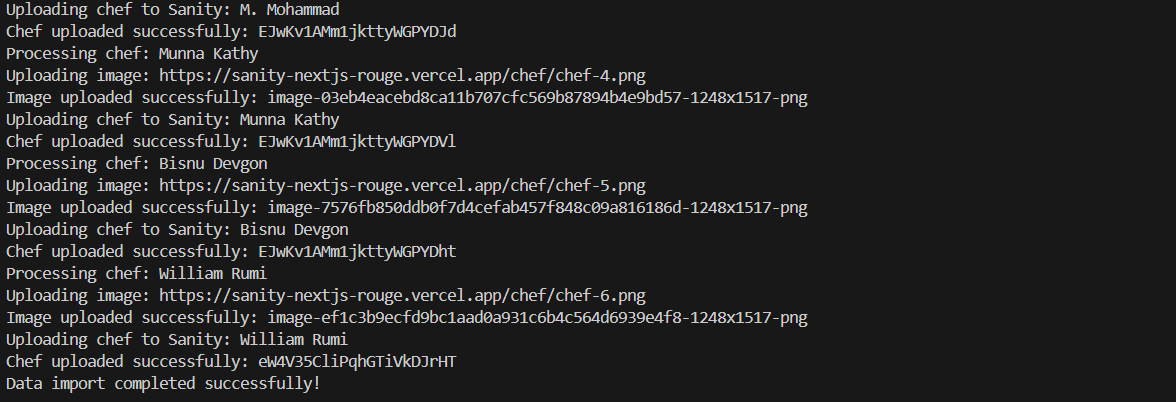 Uploading chef to Sanity: M. Mohammad
Chef uploaded successfully: EJwKv1AMm1jkttyWGPYDJd
Processing chef: Munna Kathy
Uploading image: https://sanity-nextjs-rouge.vercel.app/chef/chef-4.png
Image uploaded successfully: image-03eb4eacebd8ca11b707cfc569b87894b4e9bd57-1248x1517-png
Uploading chef to Sanity: Munna Kathy
Chef uploaded successfully: EJwKv1AMm1jkttyWGPYDVl
Processing chef: Bisnu Devgon
Uploading image: https://sanity-nextjs-rouge.vercel.app/chef/chef-5.png
Image uploaded successfully: image-7576fb850ddb0f7d4cefab457f848c09a816186d-1248x1517-png
Uploading chef to Sanity: Bisnu Devgon
Chef uploaded successfully: EJwKv1AMm1jkttyWGPYDht
Processing chef: William Rumi
Uploading image: https://sanity-nextjs-rouge.vercel.app/chef/chef-6.png
Image uploaded successfully: image-ef1c3b9ecfd9bc1aad0a931c6b4c564d6939e4f8-1248x1517-png
Uploading chef to Sanity: William Rumi
Chef uploaded successfully: eW4V35CliPqhGTiVkDJrHT
Data import completed successfully!